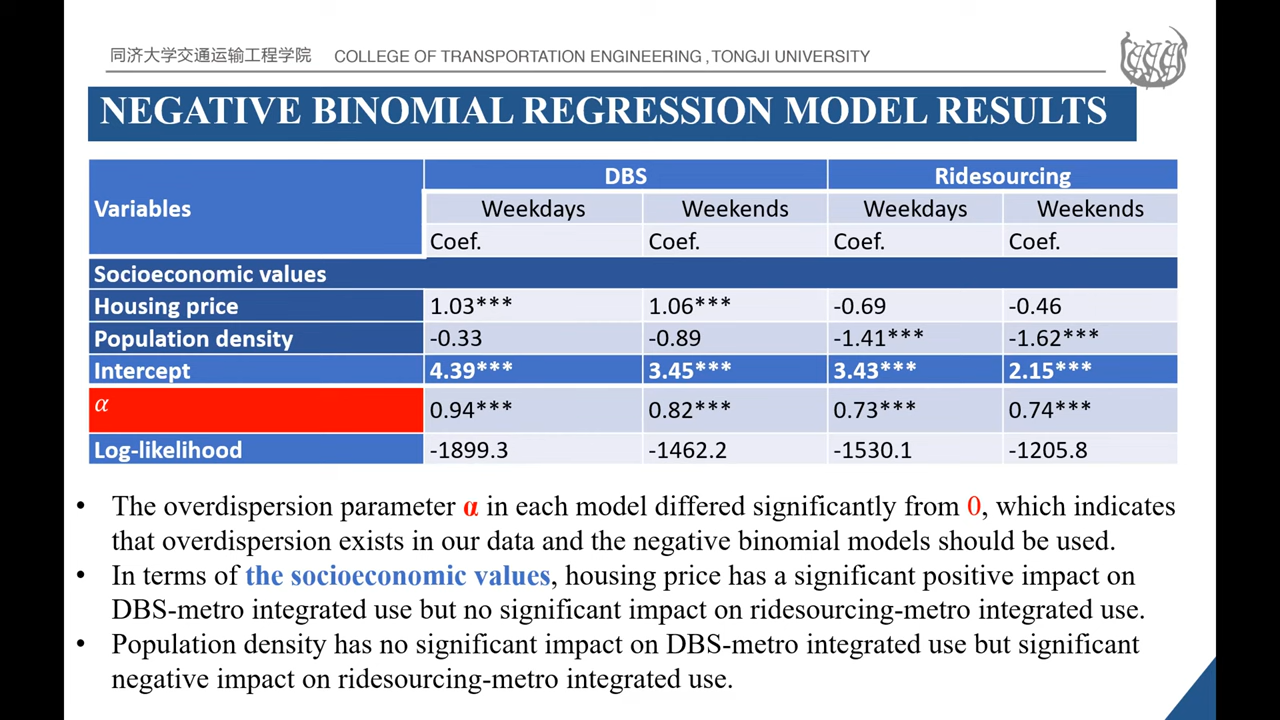 同济大学交通运输工程学院 COLLEGE OF TRANSPORTATION ENGINEERING , TONGJI UNIVERSITY
NEGATIVE BINOMIAL REGRESSION MODEL RESULTS
Variables DBS Ridesourcing
Weekdays Weekends Weekdays Weekends
Coef. Coef. Coef. Coef.
Socioeconomic values
Housing price 1.03*** 1.06*** -0.69 -0.46
Population density -0.33 -0.89 -1.41*** -1.62***
Intercept 4.39*** 3.45*** 3.43*** 2.15***
α 0.94*** 0.82*** 0.73*** 0.74***
Log-likelihood -1899.3 -1462.2 -1530.1 -1205.8
• The overdispersion parameter α in each model differed significantly from 0, which indicates
that overdispersion exists in our data and the negative binomial models should be used.
• In terms of the socioeconomic values, housing price has a significant positive impact on
DBS-metro integrated use but no significant impact on ridesourcing-metro integrated use.
• Population density has no significant impact on DBS-metro integrated use but significant
negative impact on ridesourcing-metro integrated use.